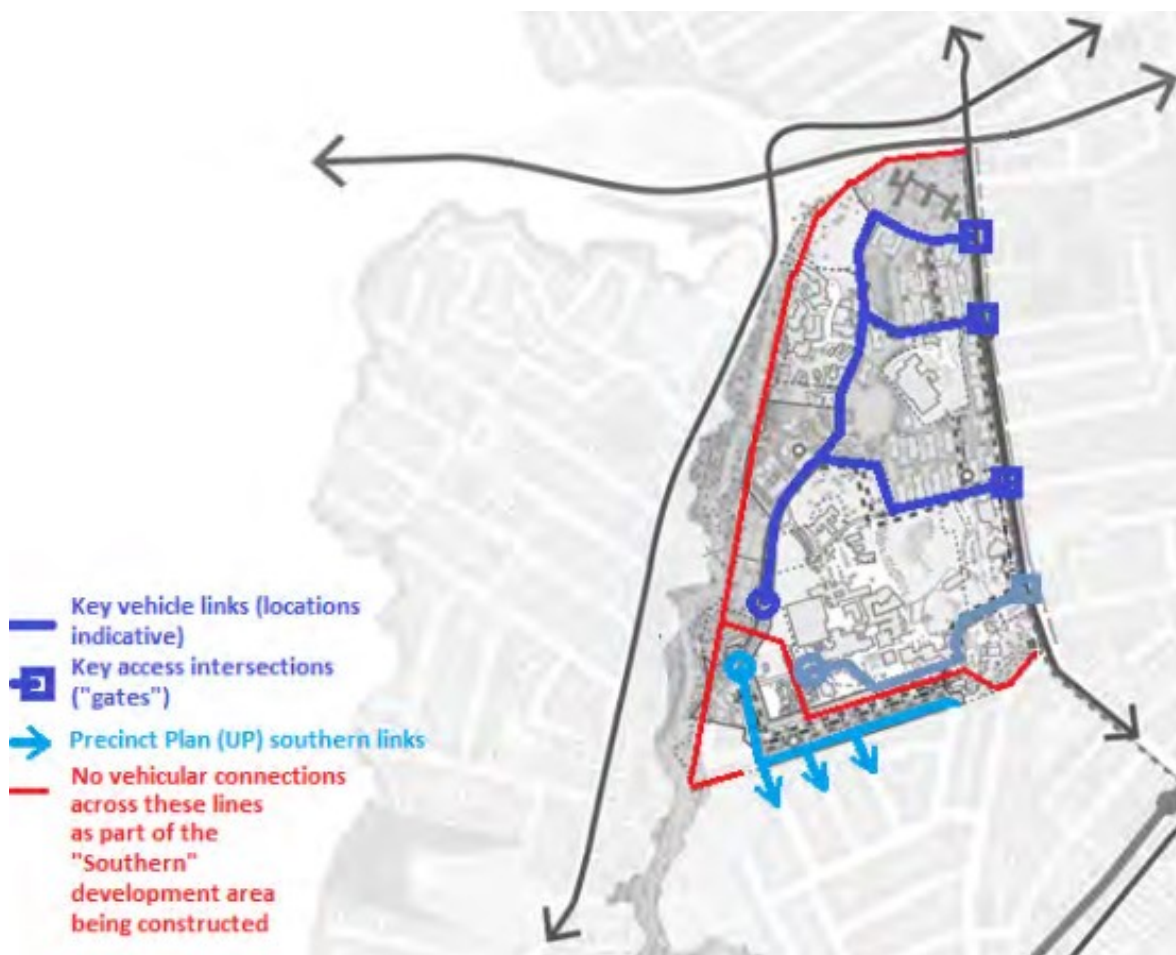 Key vehicle links (locations
indicative)
Key access intersections
("gates")
Precinct Plan (UP) southern links
No vehicular connections
across these lines
as part of the
"Southern"
development area
being constructed